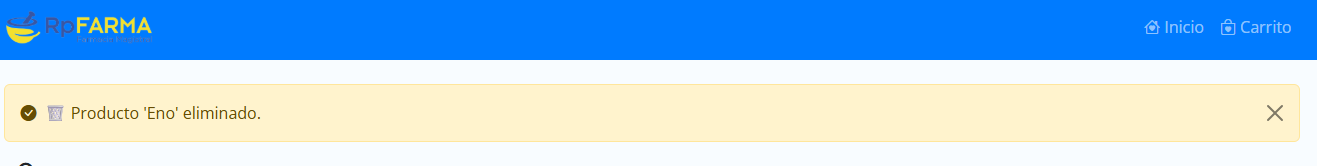 RpFARMA
Inicio
Carrito
Producto 'Eno' eliminado.